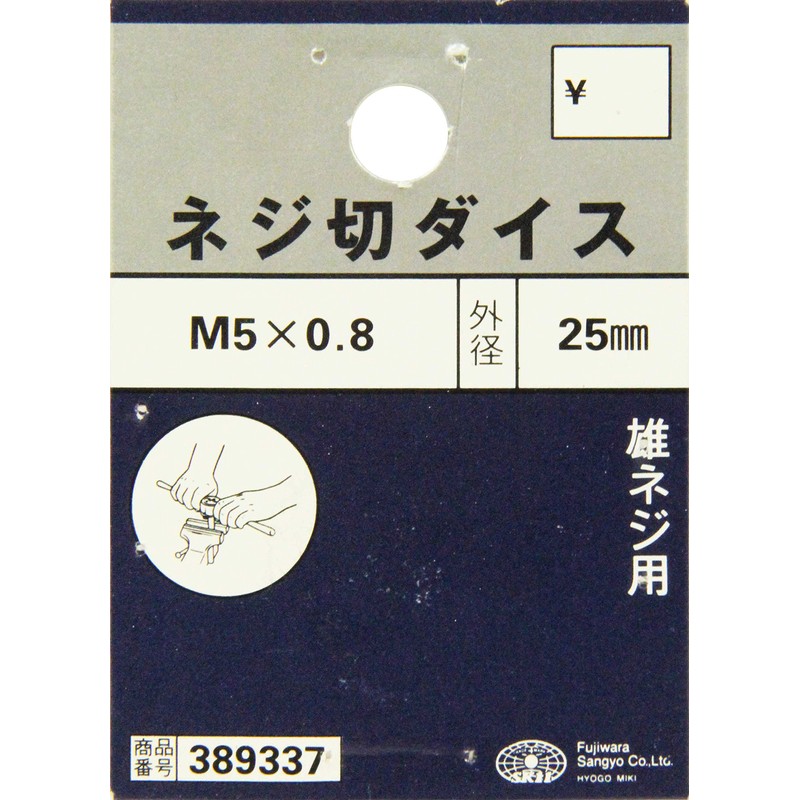 ¥
ネジ切ダイス
M5×0.8
外径
25㎜
雄ネジ用
商品番号
389337
SK11
Fujiwara
Sangyo Co.,Ltd.
HYOGO MIKI